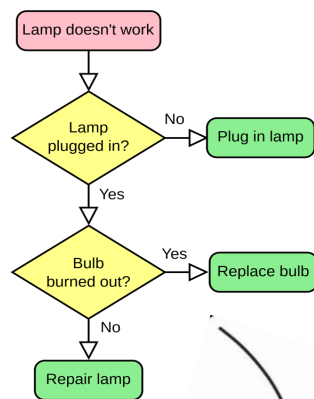 Lamp doesn't work
Lamp
plugged in?
No
Plug in lamp
Yes
Bulb
burned out?
Yes
Replace bulb
No
Repair lamp